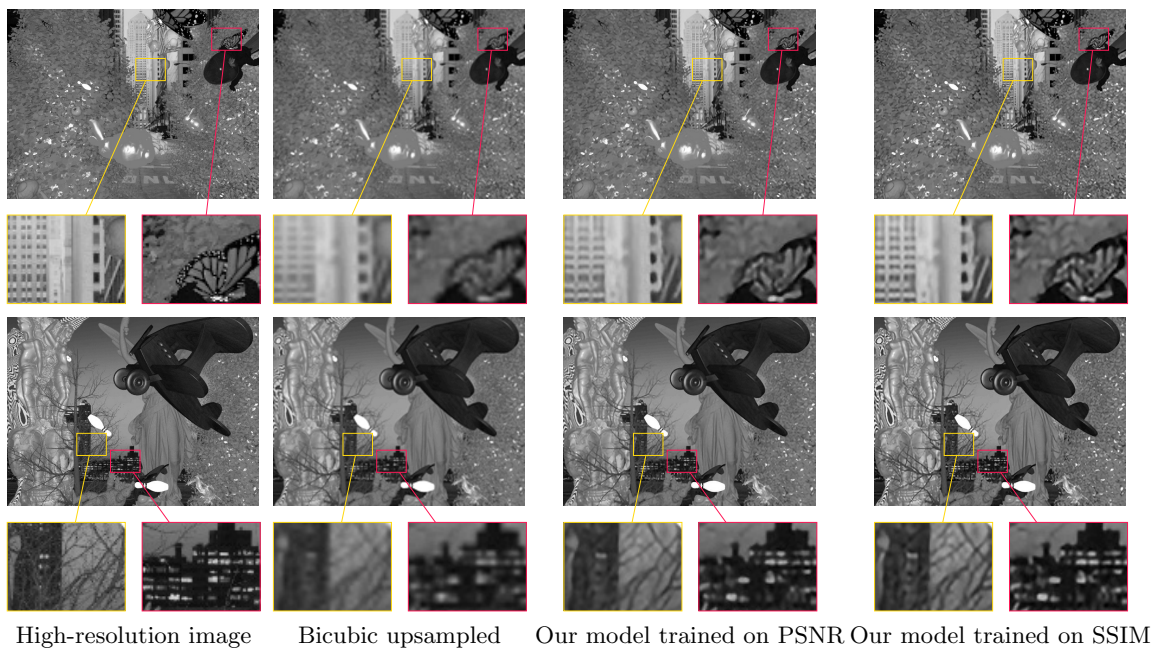 High-resolution image
Bicubic upsampled
Our model trained on PSNR
Our model trained on SSIM